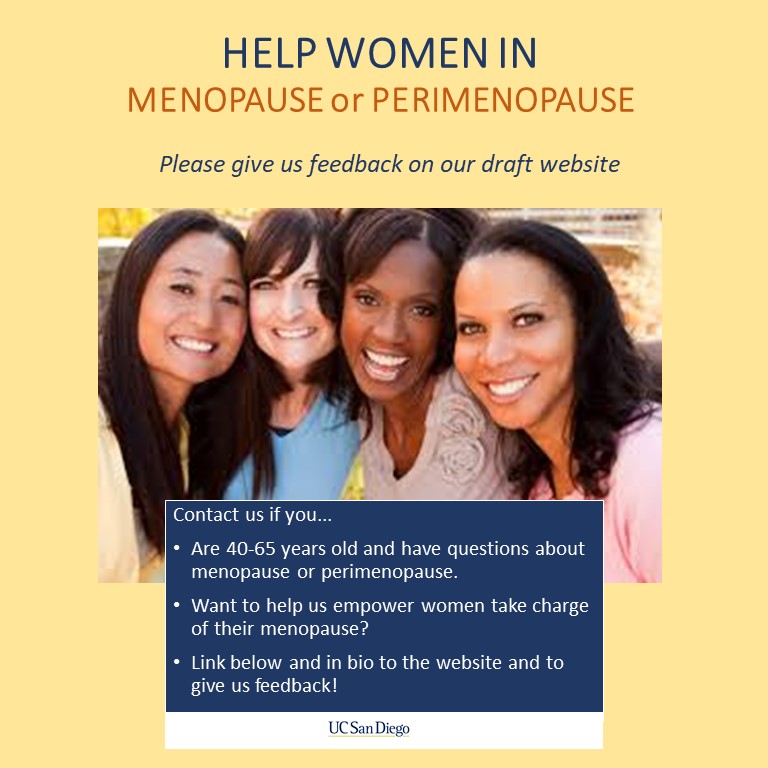 HELP WOMEN IN
MENOPAUSE or PERIMENOPAUSE
Please give us feedback on our draft website
Contact us if you...
• Are 40-65 years old and have questions about
menopause or perimenopause.
• Want to help us empower women take charge
of their menopause?
• Link below and in bio to the website and to
give us feedback!
UC San Diego